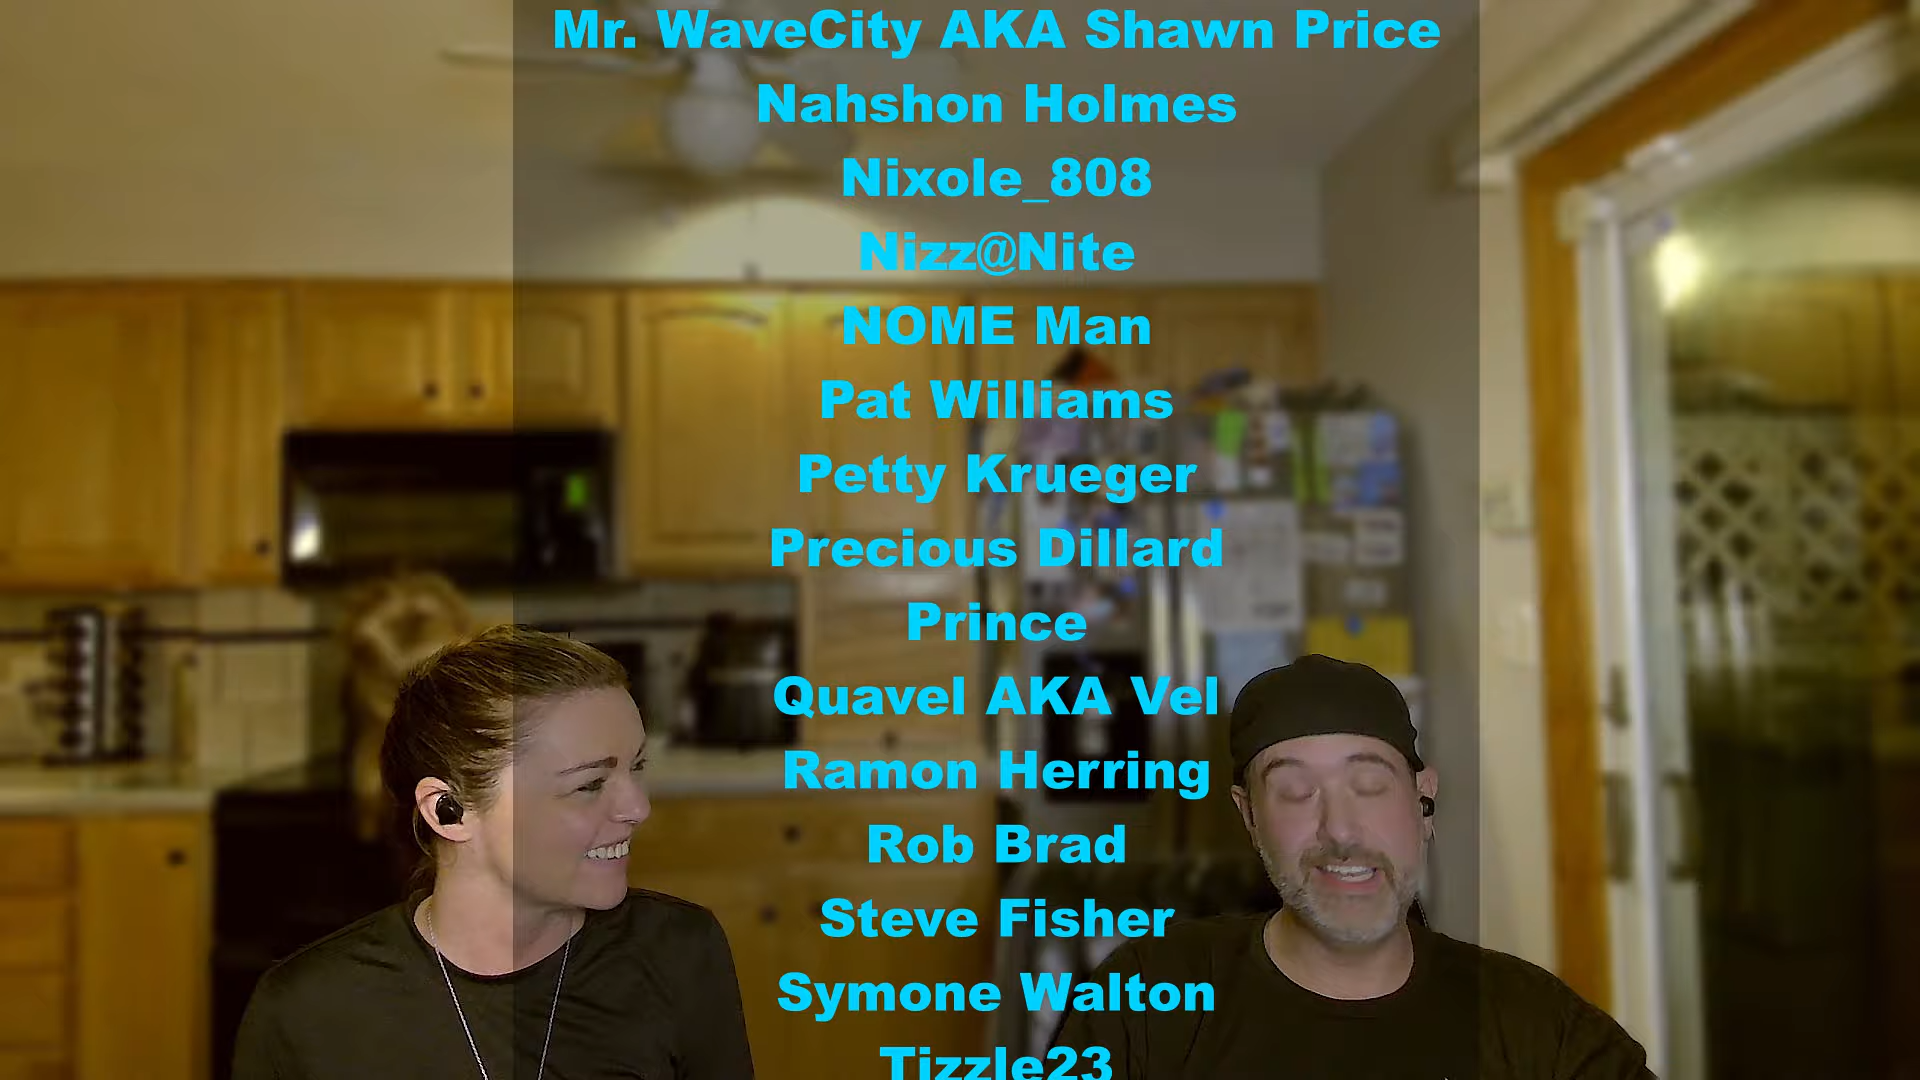 Mr. WaveCity AKA Shawn Price
Nahshon Holmes
Nixole_808
Nizz@Nite
NOME Man
Pat Williams
Petty Krueger
Precious Dillard
Prince
Quavel AKA Vel
Ramon Herring
Rob Brad
Steve Fisher
Symone Walton
Tizzle23